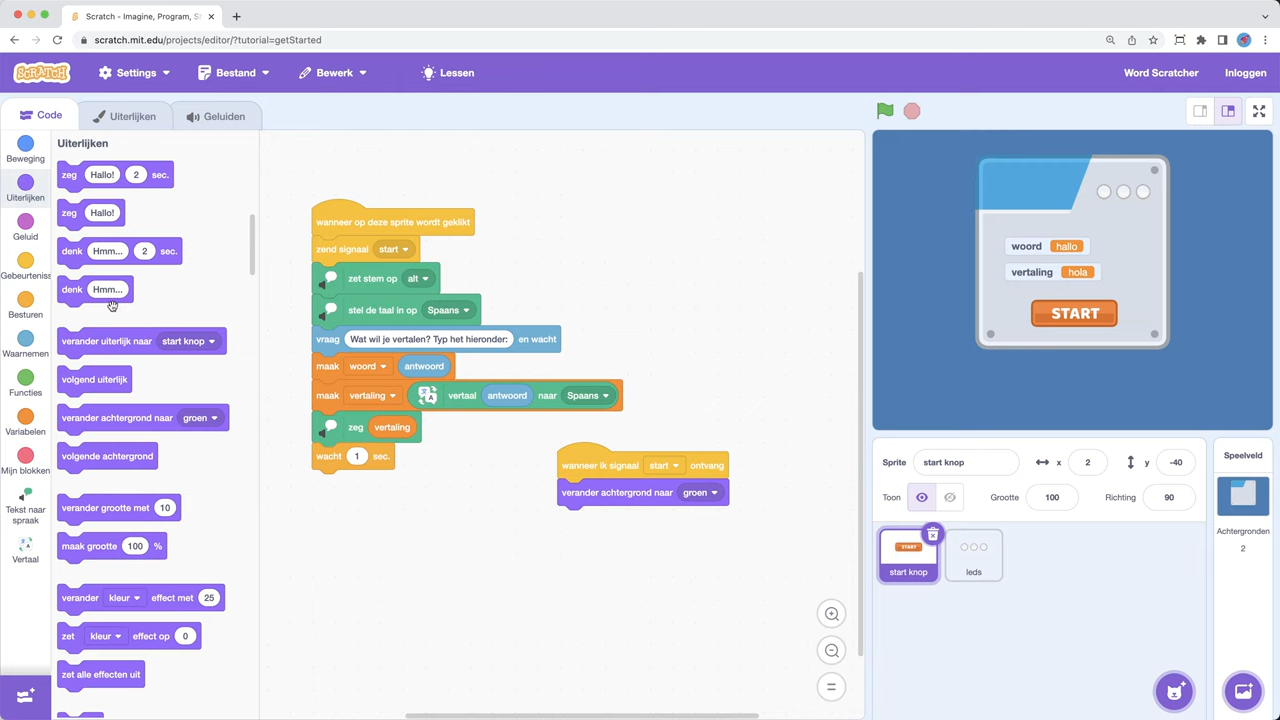 Scratch - Imagine, Program, S
scratch.mit.edu/projects/editor/?tutorial=getStarted
SCRATCH
Settings
Bestand
Bewerk
Lessen
Word Scratcher
Inloggen
Code
Uiterlijken
Geluiden
Beweging
Uiterlijken
Geluid
Gebeurteniss
Besturen
Waarnemen
Functies
Variabelen
Mijn blokken
Tekst naar
spraak
Vertaal
Uiterlijken
zeg Hallo! 2 sec.
zeg Hallo!
denk Hmm... 2 sec.
denk Hmm...
verander uiterlijk naar start knop
volgend uiterlijk
verander achtergrond naar groen
volgende achtergrond
verander grootte met 10
maak grootte 100 %
verander kleur effect met 25
zet kleur effect op 0
zet alle effecten uit
wanneer op deze sprite wordt geklikt
zend signaal start
zet stem op alt
stel de taal in op Spaans
vraag Wat wil je vertalen? Typ het hieronder: en wacht
maak woord antwoord
maak vertaling vertaal antwoord naar Spaans
zeg vertaling
wacht 1 sec.
wanneer ik signaal start ontvang
verander achtergrond naar groen
woord hallo
vertaling hola
START
Sprite start knop x 2 y -40
Toon Grootte 100 Richting 90
START
start knop
leds
Speelveld
Achtergronden
2